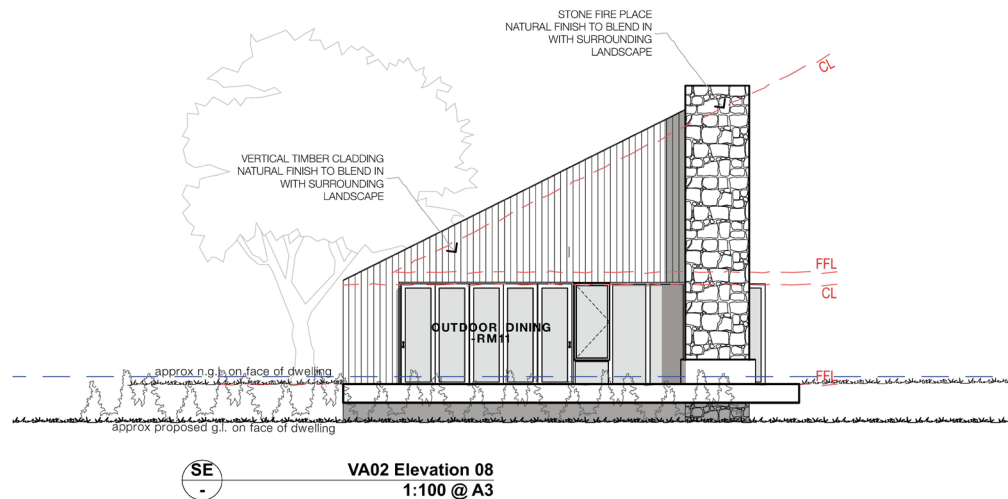 STONE FIRE PLACE
NATURAL FINISH TO BLEND IN
WITH SURROUNDING
LANDSCAPE
CL
VERTICAL TIMBER CLADDING
NATURAL FINISH TO BLEND IN
WITH SURROUNDING
LANDSCAPE
FFL
CL
OUTDOOR DINING
-RM11
approx n.g.l. on face of dwelling
FFL
approx proposed g.l. on face of dwelling
SE
-
VA02 Elevation 08
1:100 @ A3